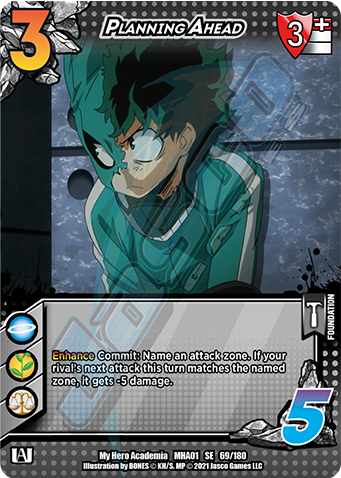 3
PLANNING AHEAD
3+
T
FOUNDATION
Enhance Commit: Name an attack zone. If your
rival's next attack this turn matches the named
zone, it gets -5 damage.
5
My Hero Academia MHA01 SE 69/180
Illustration by BONES © KH/S. MP © 2021 Jasco Games LLC